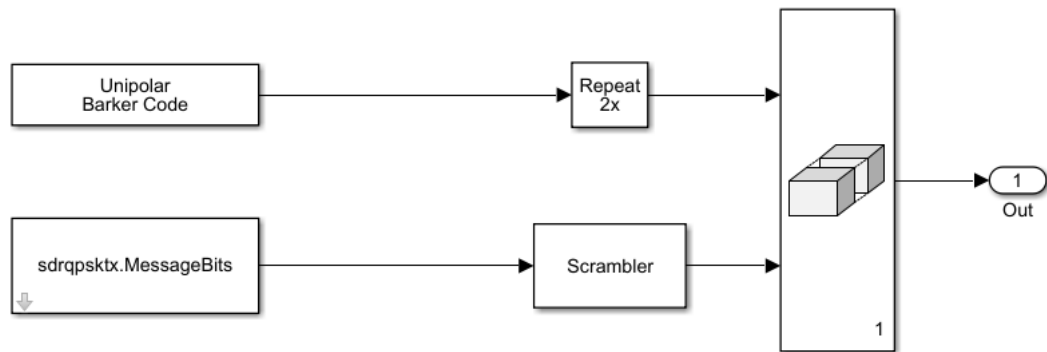 Unipolar
Barker Code
Repeat
2x
sdrqpsktx.MessageBits
Scrambler
1
1
Out